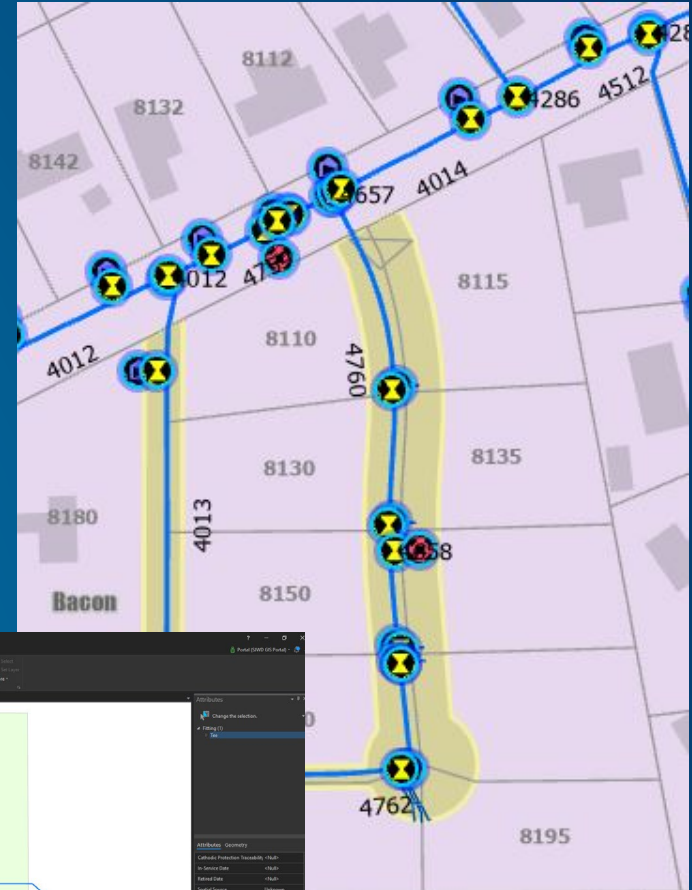 8112
8132
8142
4286
4512
4657
4014
4012
4012
8115
8110
4760
8130
8135
8180
4013
8150
Bacon
4762
8195
Portal (SJWD GIS Portal)
Attributes
Change the selection.
Fitting (1)
Tee
Attributes Geometry
Cathodic Protection Traceability <Null>
In-Service Date <Null>
Retired Date <Null>